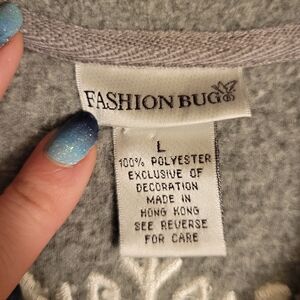 FASHION BUG
L
100% POLYESTER
EXCLUSIVE OF
DECORATION
MADE IN
HONG KONG
SEE REVERSE
FOR CARE